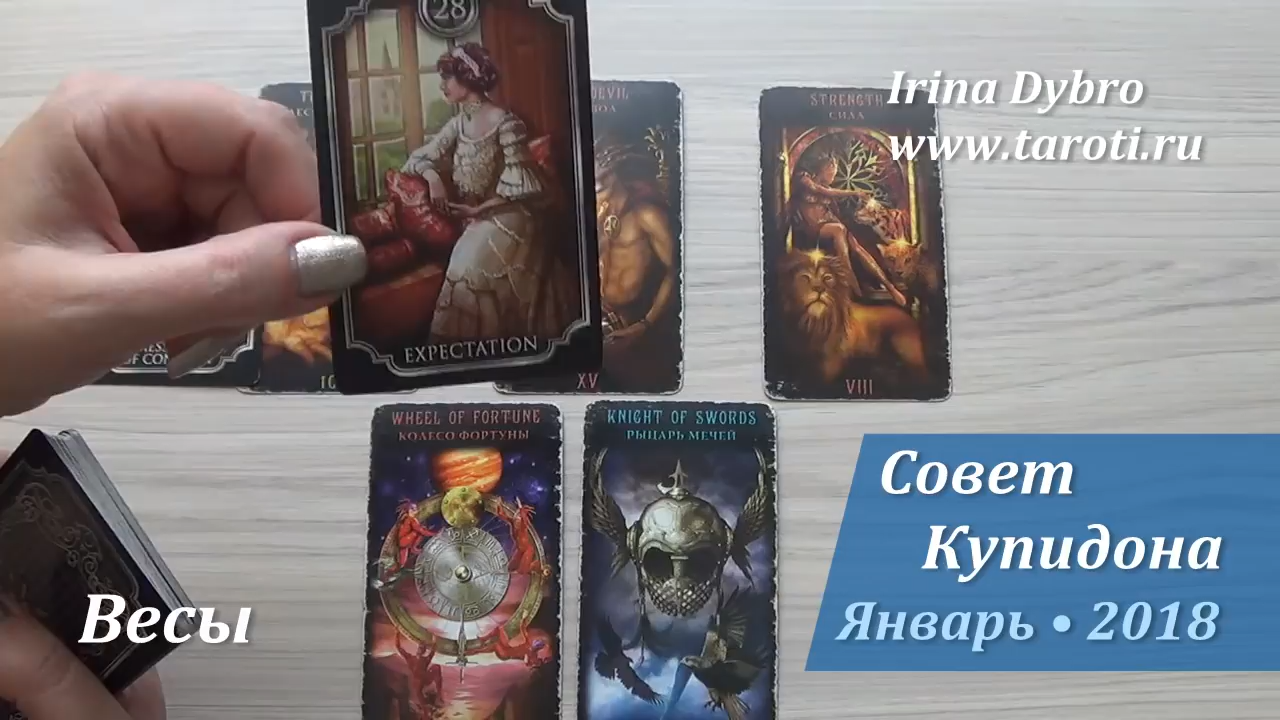 28
EXPECTATION
DEVIL
STRENGTH
СИЛА
Irina Dybro
www.taroti.ru
XV
VIII
WHEEL OF FORTUNE
КОЛЕСО ФОРТУНЫ
KNIGHT OF SWORDS
РЫЦАРЬ МЕЧЕЙ
Совет
Купидона
Январь • 2018
Весы